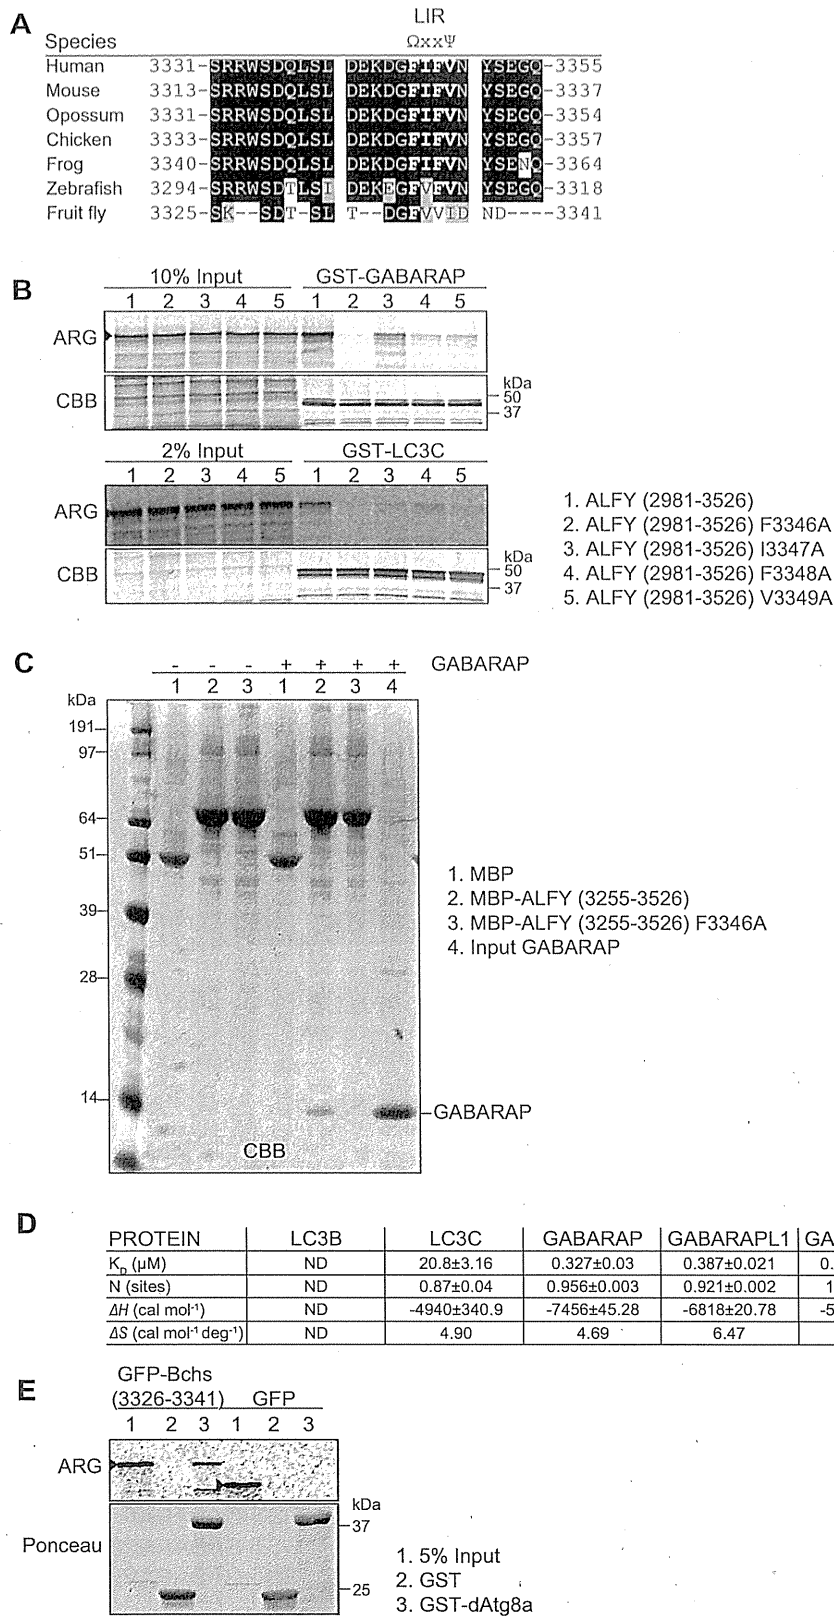 A
LIR
Species ΩxxΨ
Human 3331-SRRWSDQLSL DEKDGFIFVN YSEGQ-3355
Mouse 3313-SRRWSDQLSL DEKDGFIFVN YSEGQ-3337
Opossum 3331-SRRWSDQLSL DEKDGFIFVN YSEGQ-3354
Chicken 3333-SRRWSDQLSL DEKDGFIFVN YSEGQ-3357
Frog 3340-SRRWSDQLSI DEKDGFIFVN YSENQ-3364
Zebrafish 3294-SRRWSDTLSI DEKEGFVFVN YSEGQ-3318
Fruit fly 3325-SK--SDT-SL T--DGFVVID ND----3341
B
10% Input GST-GABARAP
1 2 3 4 5 1 2 3 4 5
ARG
kDa
CBB
50
37
2% Input GST-LC3C
1 2 3 4 5 1 2 3 4 5
ARG
kDa
CBB
50
37
1. ALFY (2981-3526)
2. ALFY (2981-3526) F3346A
3. ALFY (2981-3526) I3347A
4. ALFY (2981-3526) F3348A
5. ALFY (2981-3526) V3349A
C
- - - + + + + GABARAP
1 2 3 1 2 3 4
kDa
191
97
64
51
39
28
14
GABARAP
CBB
1. MBP
2. MBP-ALFY (3255-3526)
3. MBP-ALFY (3255-3526) F3346A
4. Input GABARAP
D
PROTEIN LC3B LC3C GABARAP GABARAPL1 GA
KD (µM) ND 20.8±3.16 0.327±0.03 0.387±0.021 0.
N (sites) ND 0.87±0.04 0.956±0.003 0.921±0.002 1
ΔH (cal mol-1) ND -4940±340.9 -7456±45.28 -6818±20.78 -5
ΔS (cal mol-1 deg-1) ND 4.90 4.69 6.47
E
GFP-Bchs
(3326-3341) GFP
1 2 3 1 2 3
ARG
kDa
Ponceau
37
25
1. 5% Input
2. GST
3. GST-dAtg8a